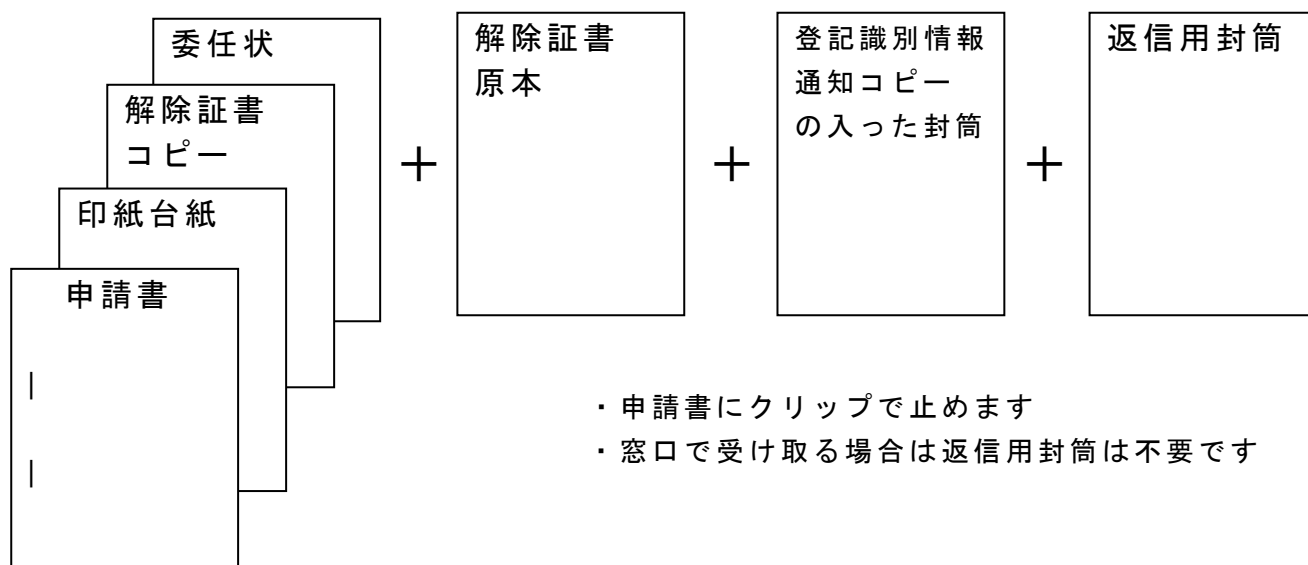 委任状
解除証書
コピー
印紙台紙
申請書
＋
解除証書
原本
＋
登記識別情報
通知コピー
の入った封筒
＋
返信用封筒
・申請書にクリップで止めます
・窓口で受け取る場合は返信用封筒は不要です